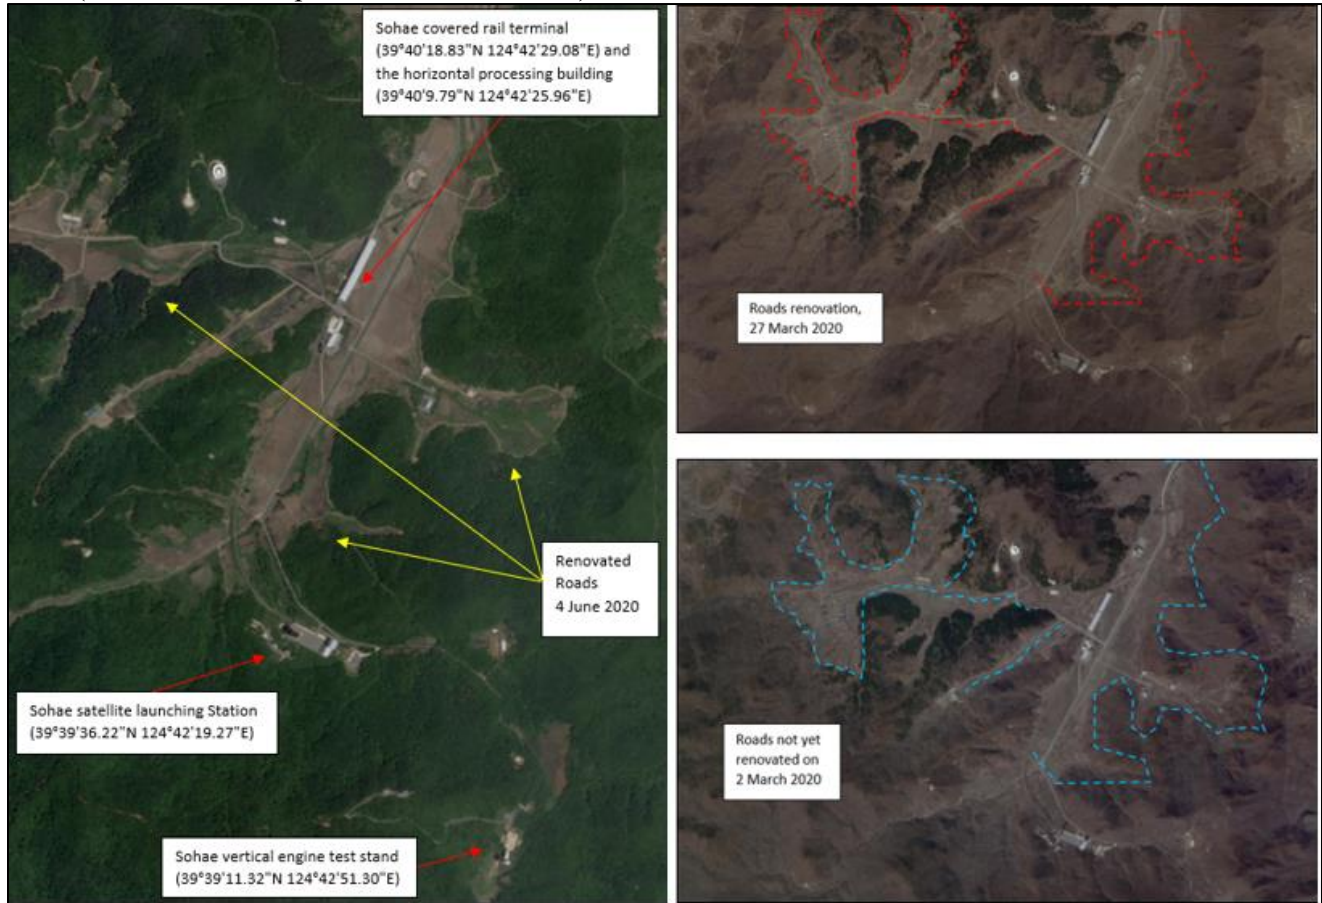 Sohae covered rail terminal
(39°40'18.83"N 124°42'29.08"E) and
the horizontal processing building
(39°40'9.79"N 124°42'25.96"E)
Renovated
Roads
4 June 2020
Sohae satellite launching Station
(39°39'36.22"N 124°42'19.27"E)
Sohae vertical engine test stand
(39°39'11.32"N 124°42'51.30"E)
Roads renovation,
27 March 2020
Roads not yet
renovated on
2 March 2020